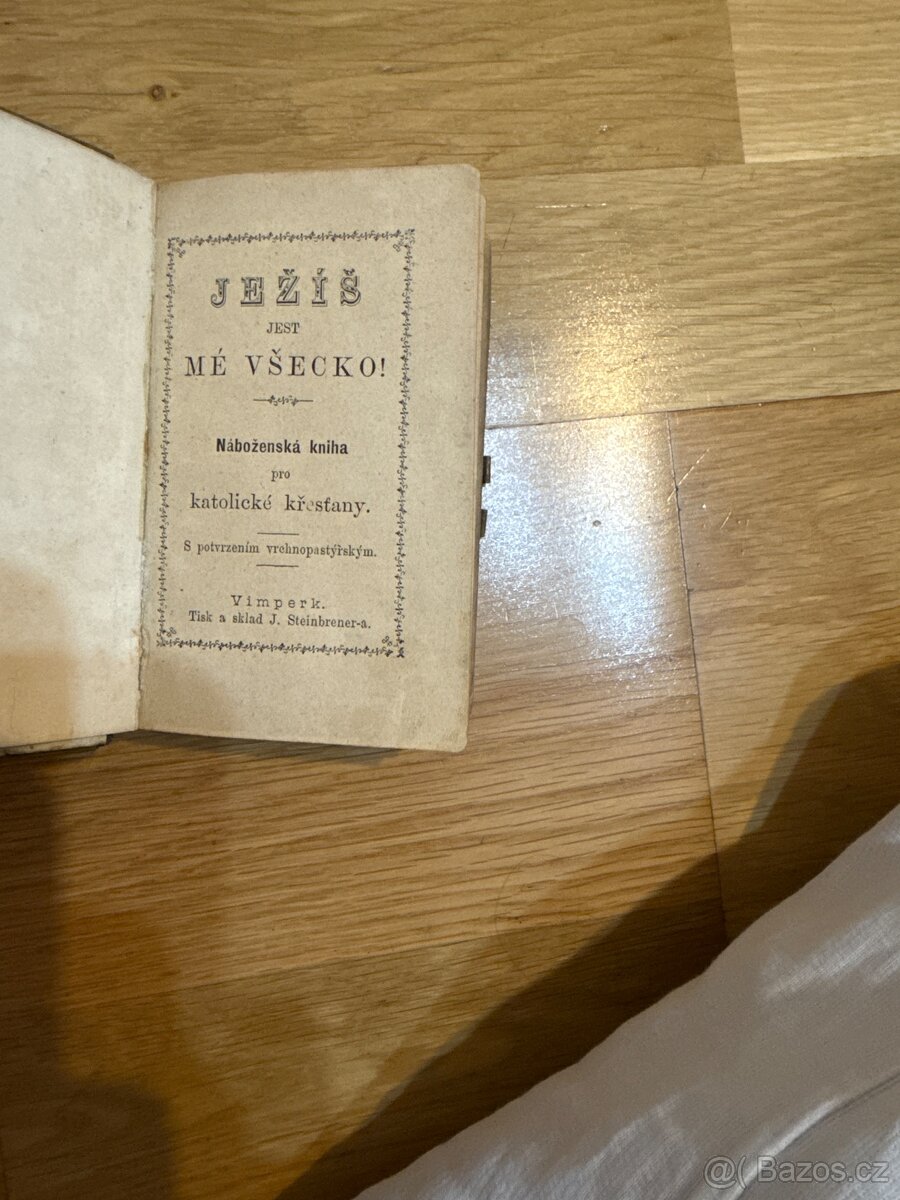 JEŽÍŠ
JEST
MÉ VŠECKO!
Náboženská kniha
pro
katolické křesťany.
S potvrzením vrchnopastýřským.
Vimperk.
Tisk a sklad J. Steinbrener-a.
@( Bazos.cz